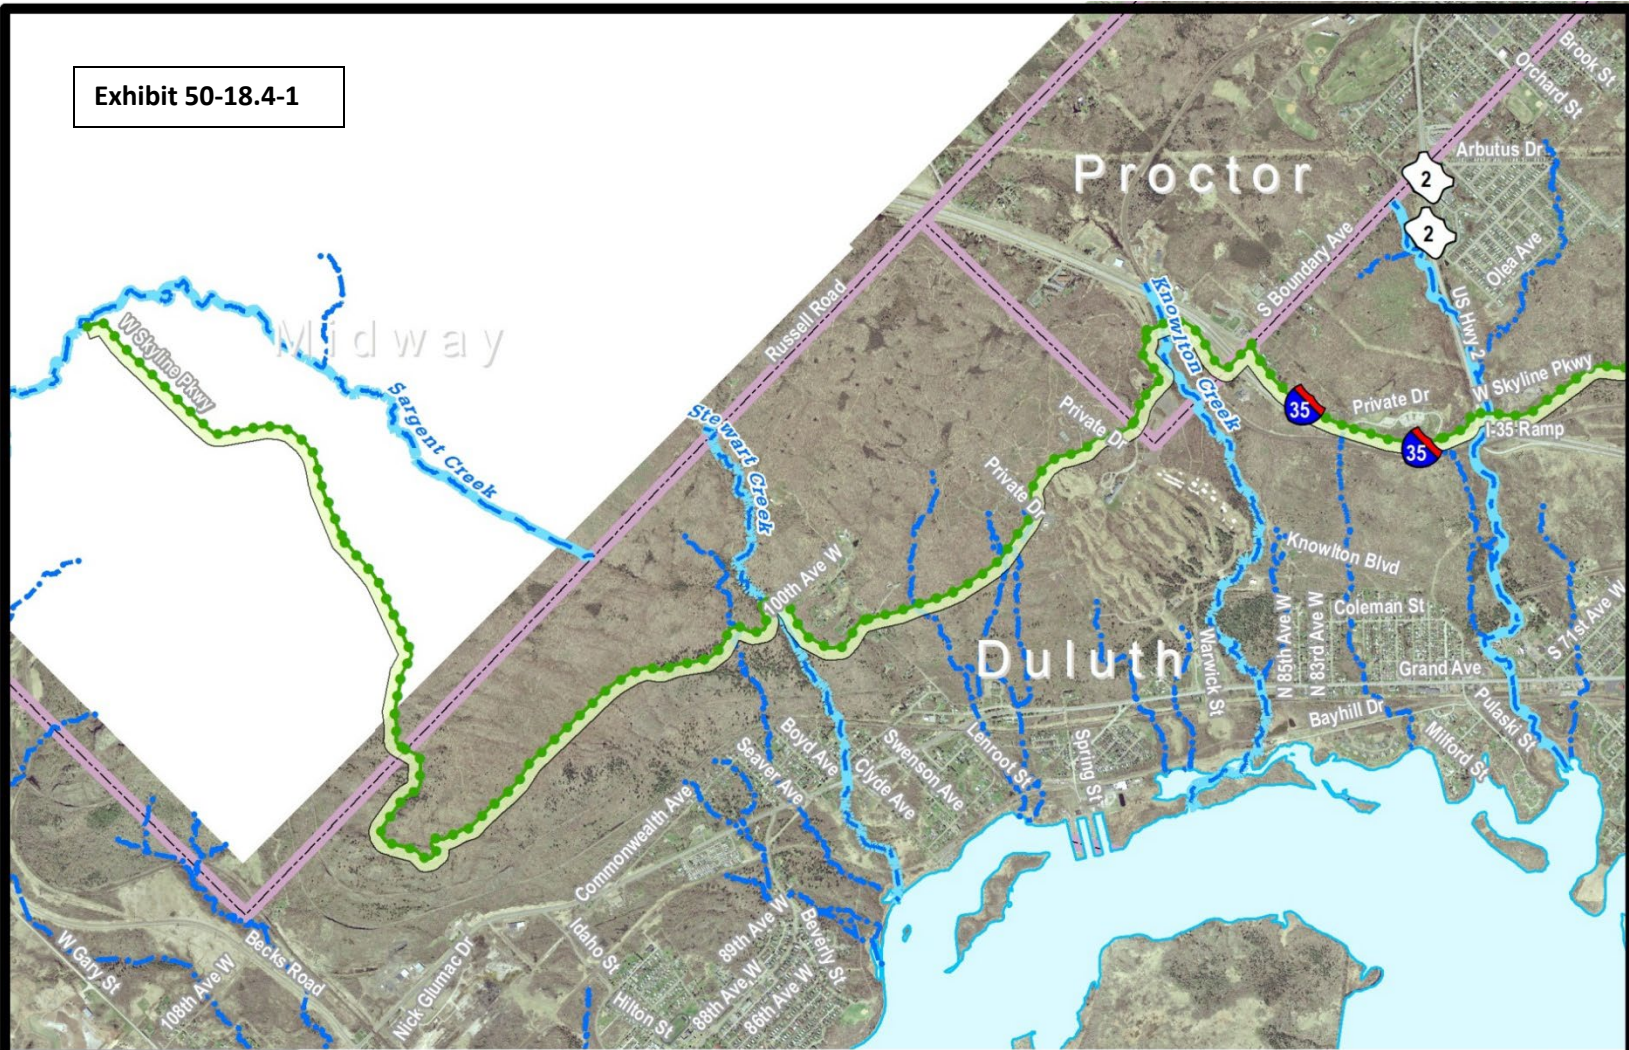 Exhibit 50-18.4-1
Brook St
Orchard St
Arbutus Dr
Proctor
2
2
Olea Ave
S Boundary Ave
US Hwy 2
Knowlton Creek
Russell Road
Midway
W Skyline Pkwy
Sargent Creek
Stewart Creek
Private Dr
Private Dr
35
Private Dr
35
W Skyline Pkwy
I-35 Ramp
100th Ave W
Knowlton Blvd
Coleman St
N 85th Ave W
N 83rd Ave W
S 71st Ave W
Duluth
Warwick St
Grand Ave
Bayhill Dr
Pulaski St
Milford St
Boyd Ave
Seaver Ave
Clyde Ave
Swenson Ave
Lenroot St
Spring St
Commonwealth Ave
Idaho St
89th Ave W
Beverly St
88th Ave W
86th Ave W
Hilton St
Nick Glumac Dr
Becks Road
108th Ave W
W Gary St